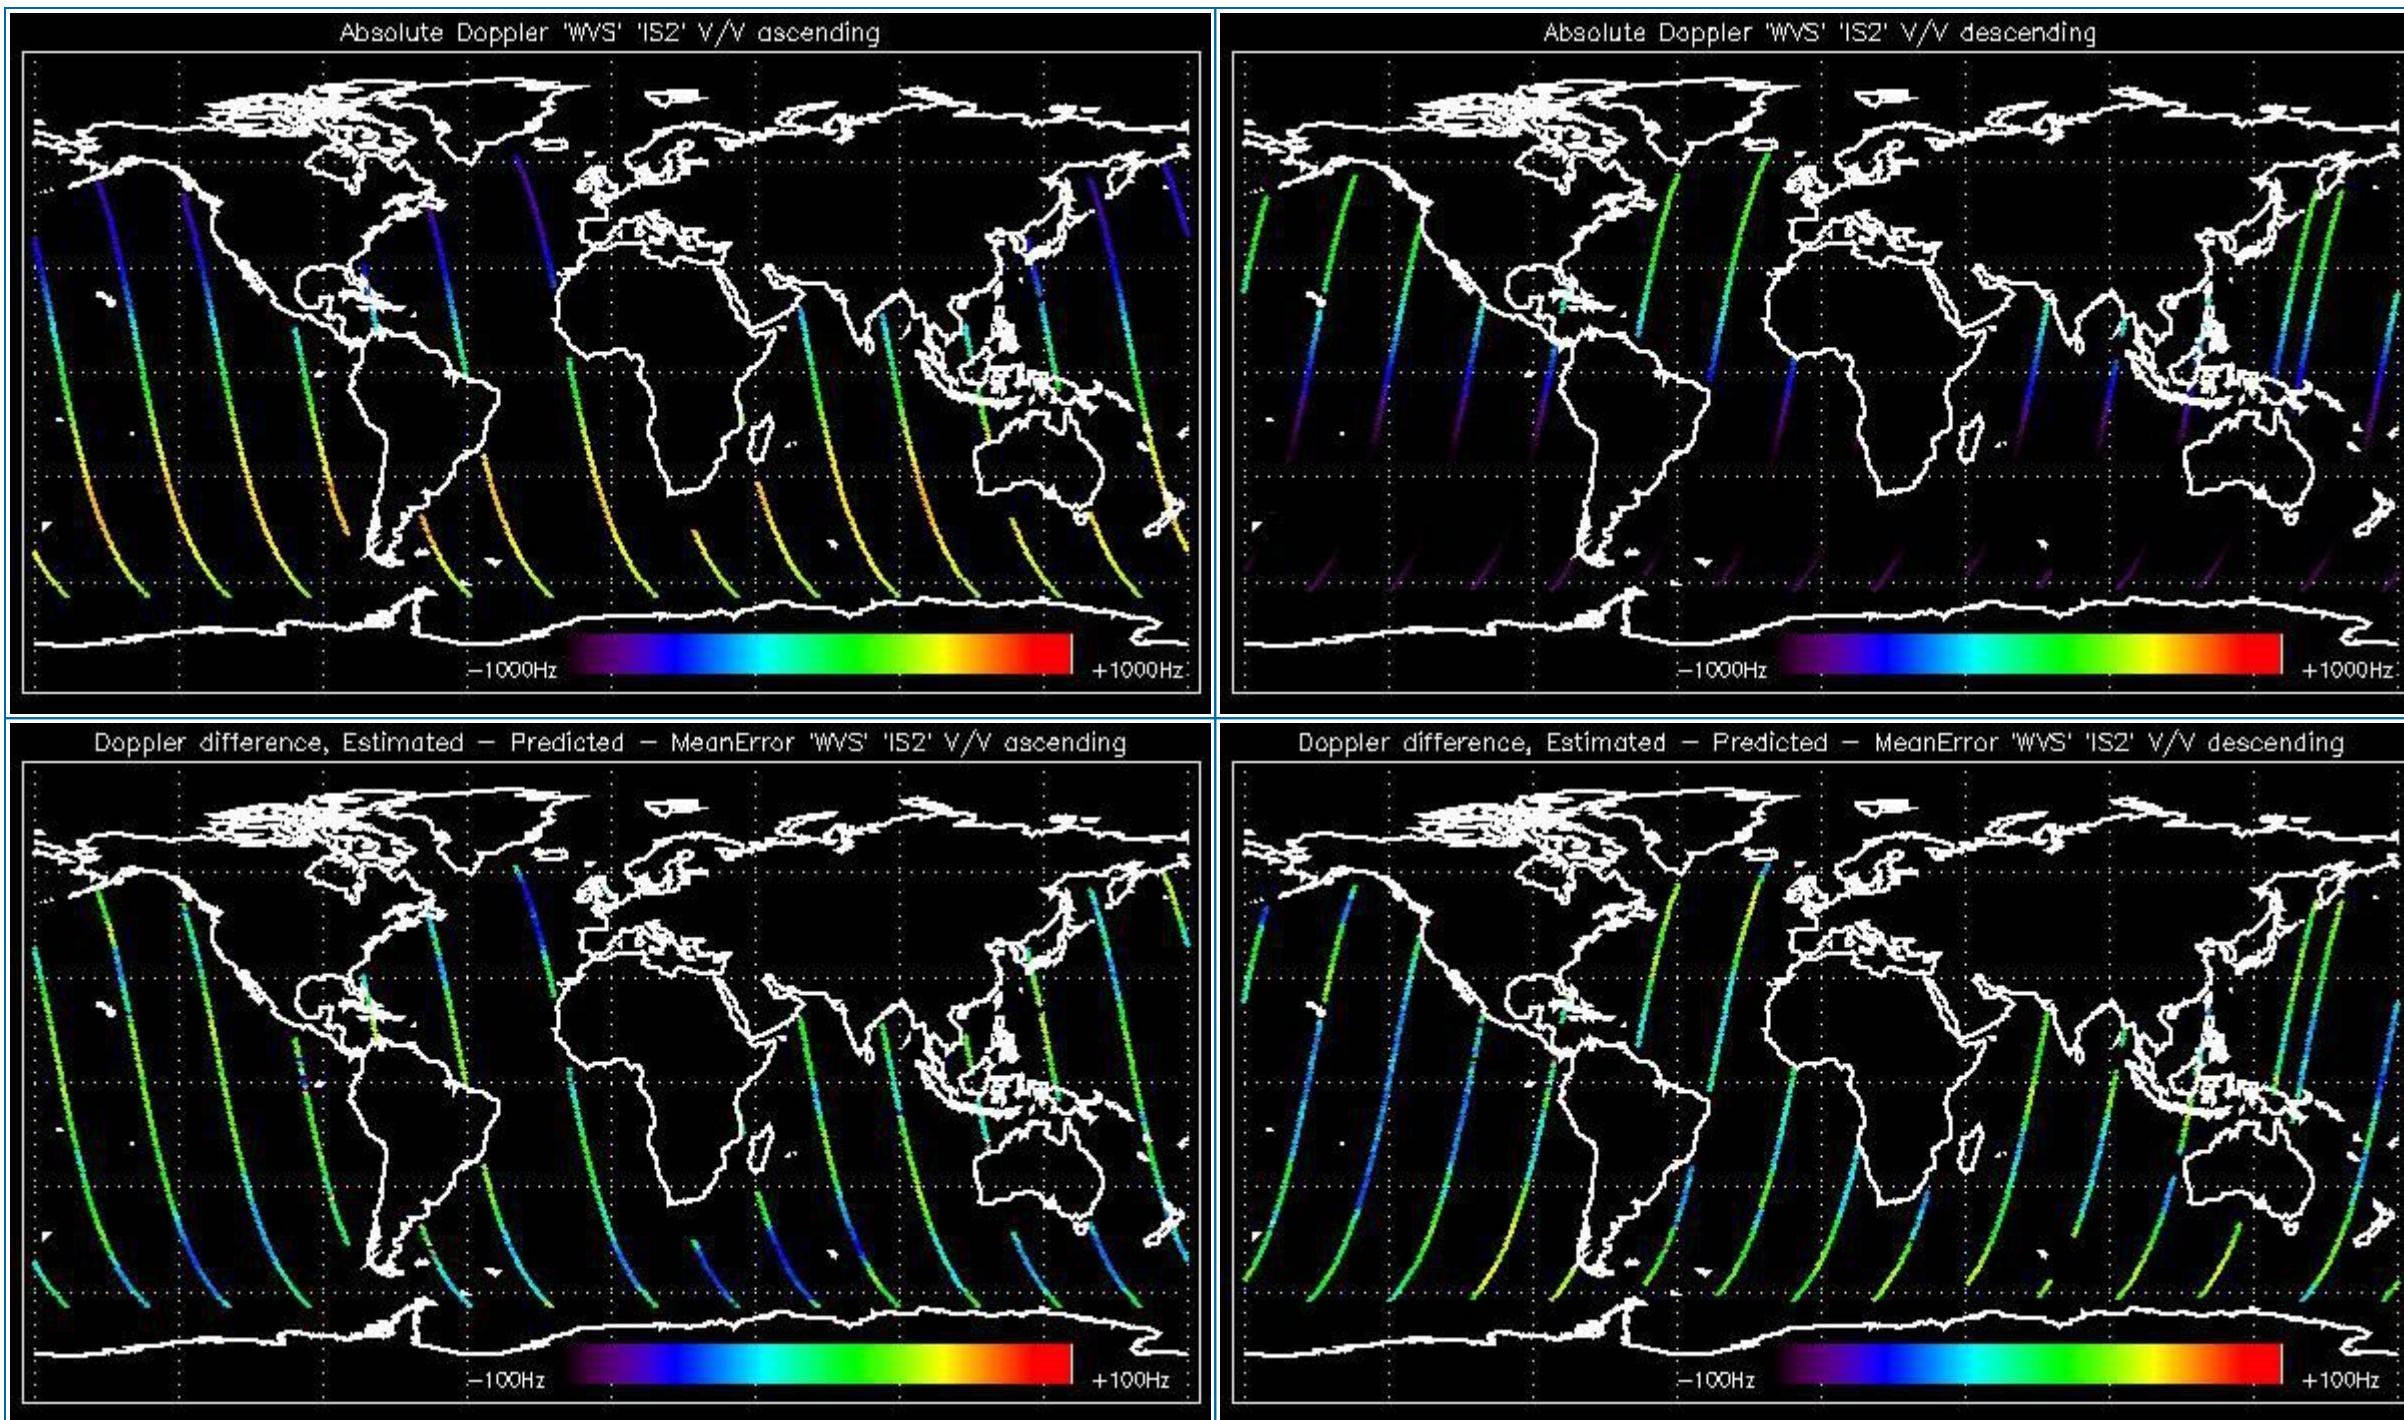 Absolute Doppler 'WVS' 'IS2' V/V ascending
-1000Hz
+1000Hz
Absolute Doppler 'WVS' 'IS2' V/V descending
-1000Hz
+1000Hz
Doppler difference, Estimated - Predicted - MeanError 'WVS' 'IS2' V/V ascending
-100Hz
+100Hz
Doppler difference, Estimated - Predicted - MeanError 'WVS' 'IS2' V/V descending
-100Hz
+100Hz